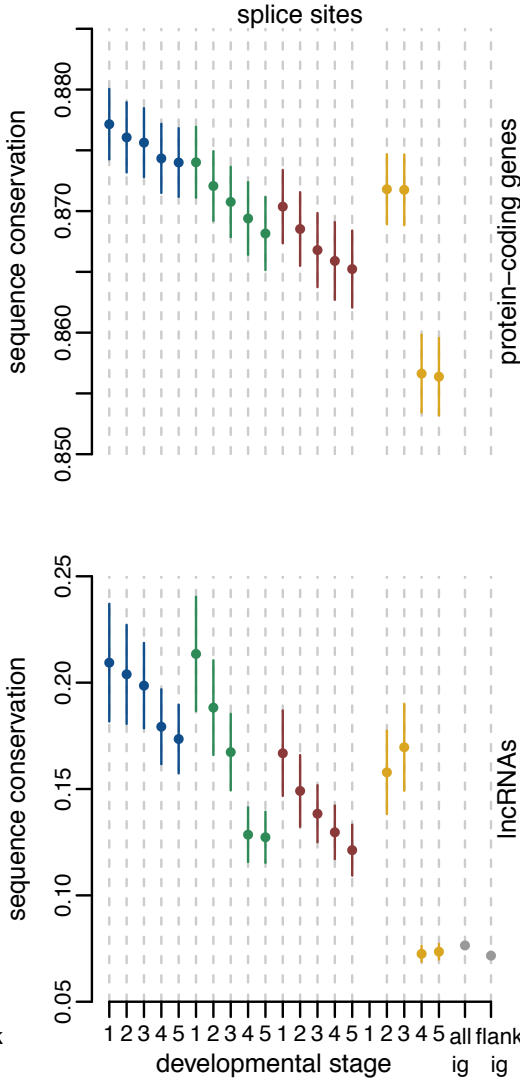 splice sites
0.880
0.870
0.860
0.850
sequence conservation
protein−coding genes
0.25
0.20
0.15
0.10
0.05
sequence conservation
lncRNAs
1 2 3 4 5 1 2 3 4 5 1 2 3 4 5 1 2 3 4 5 all flank
ig ig
developmental stage